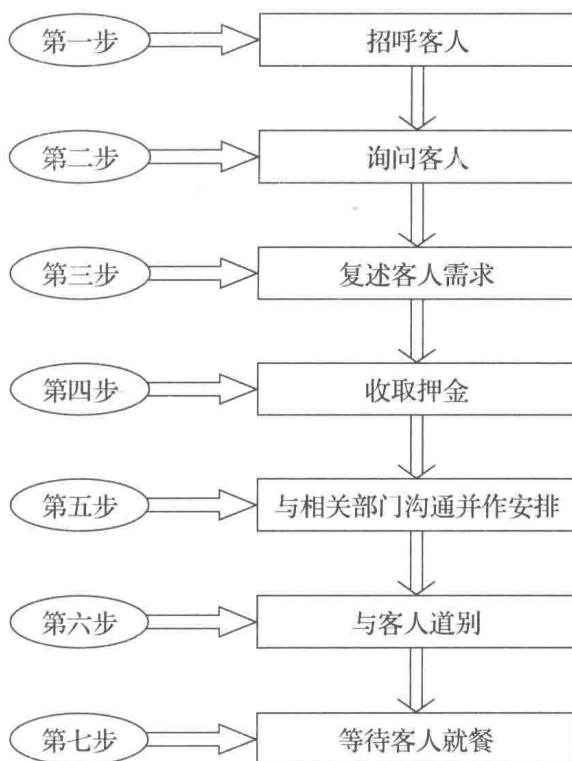 第一步
招呼客人
第二步
询问客人
第三步
复述客人需求
第四步
收取押金
第五步
与相关部门沟通并作安排
第六步
与客人道别
第七步
等待客人就餐